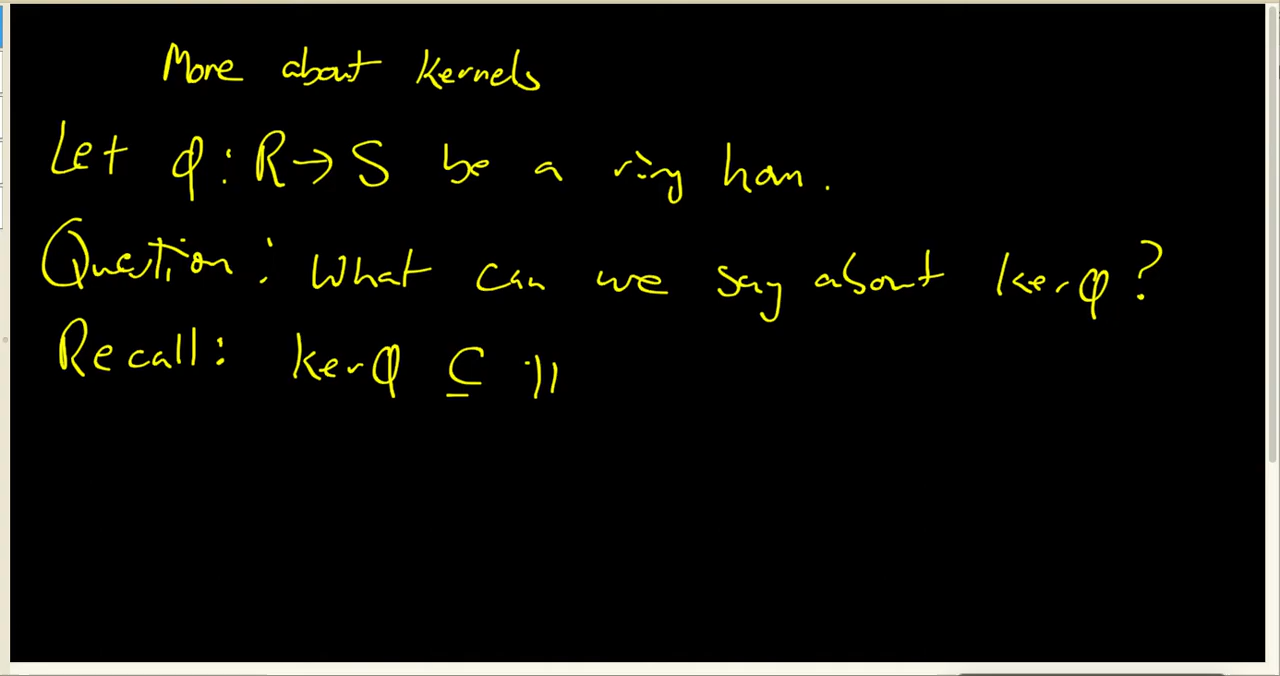 More about kernels
Let φ: R → S be a ring hom.
Question: What can we say about ker φ?
Recall: ker φ ⊆